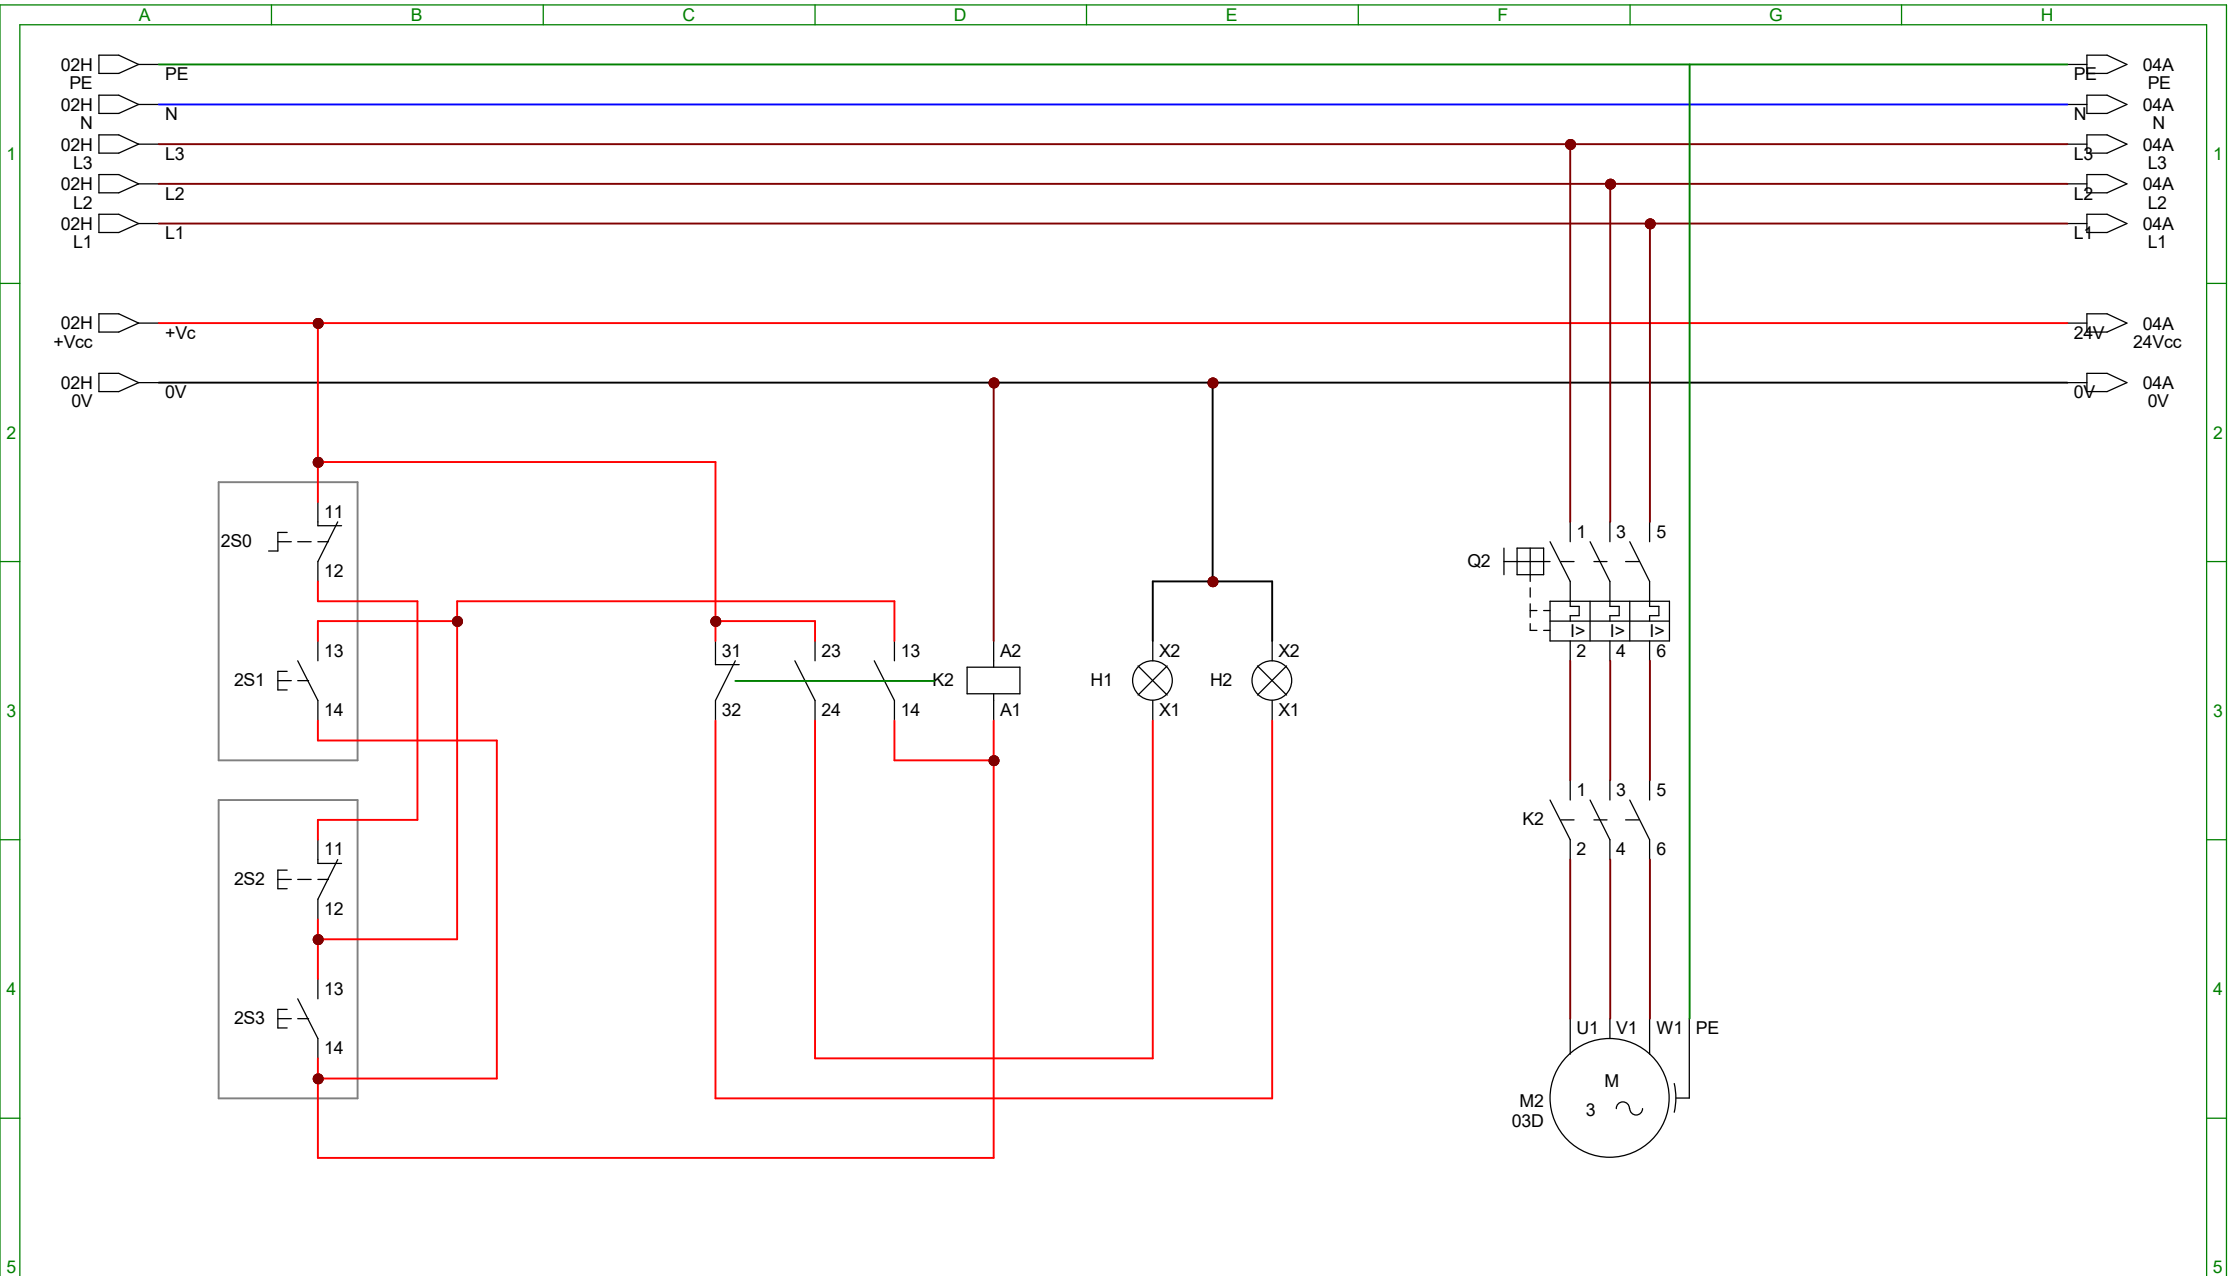 A B C D E F G H
02H PE 04A
PE PE PE
02H N 04A
N N N
02H L3 04A
L3 L3 L3
02H L2 04A
L2 L2 L2
02H L1 04A
L1 L1 L1
1 1
02H +Vc 04A
+Vcc 24V 24Vcc
02H 0V 04A
0V 0V 0V
2 2
11
2S0
12
1 3 5
Q2
I> I> I>
2 4 6
13
2S1
14
31 23 13 A2 X2 X2
K2 H1 H2
32 24 14 A1 X1 X1
3 3
1 3 5
K2
2 4 6
11
2S2
12
13
2S3
14
4 4
U1 V1 W1 PE
M
3
M2
03D
5 5